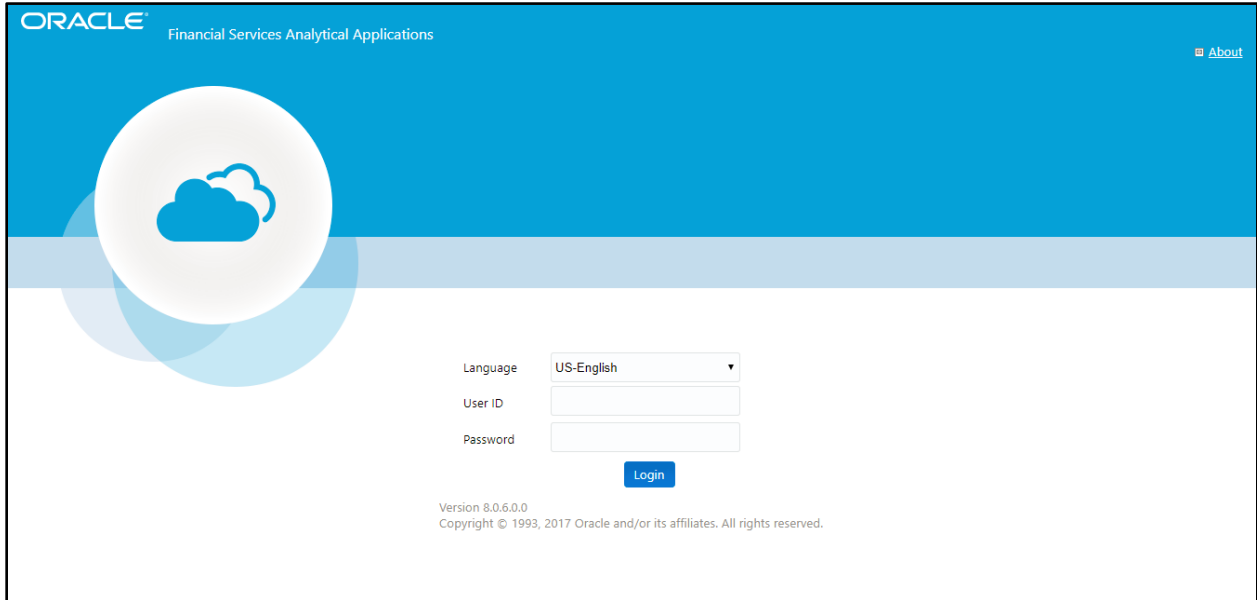 ORACLE®
Financial Services Analytical Applications
About
Language US-English
User ID
Password
Login
Version 8.0.6.0.0
Copyright © 1993, 2017 Oracle and/or its affiliates. All rights reserved.